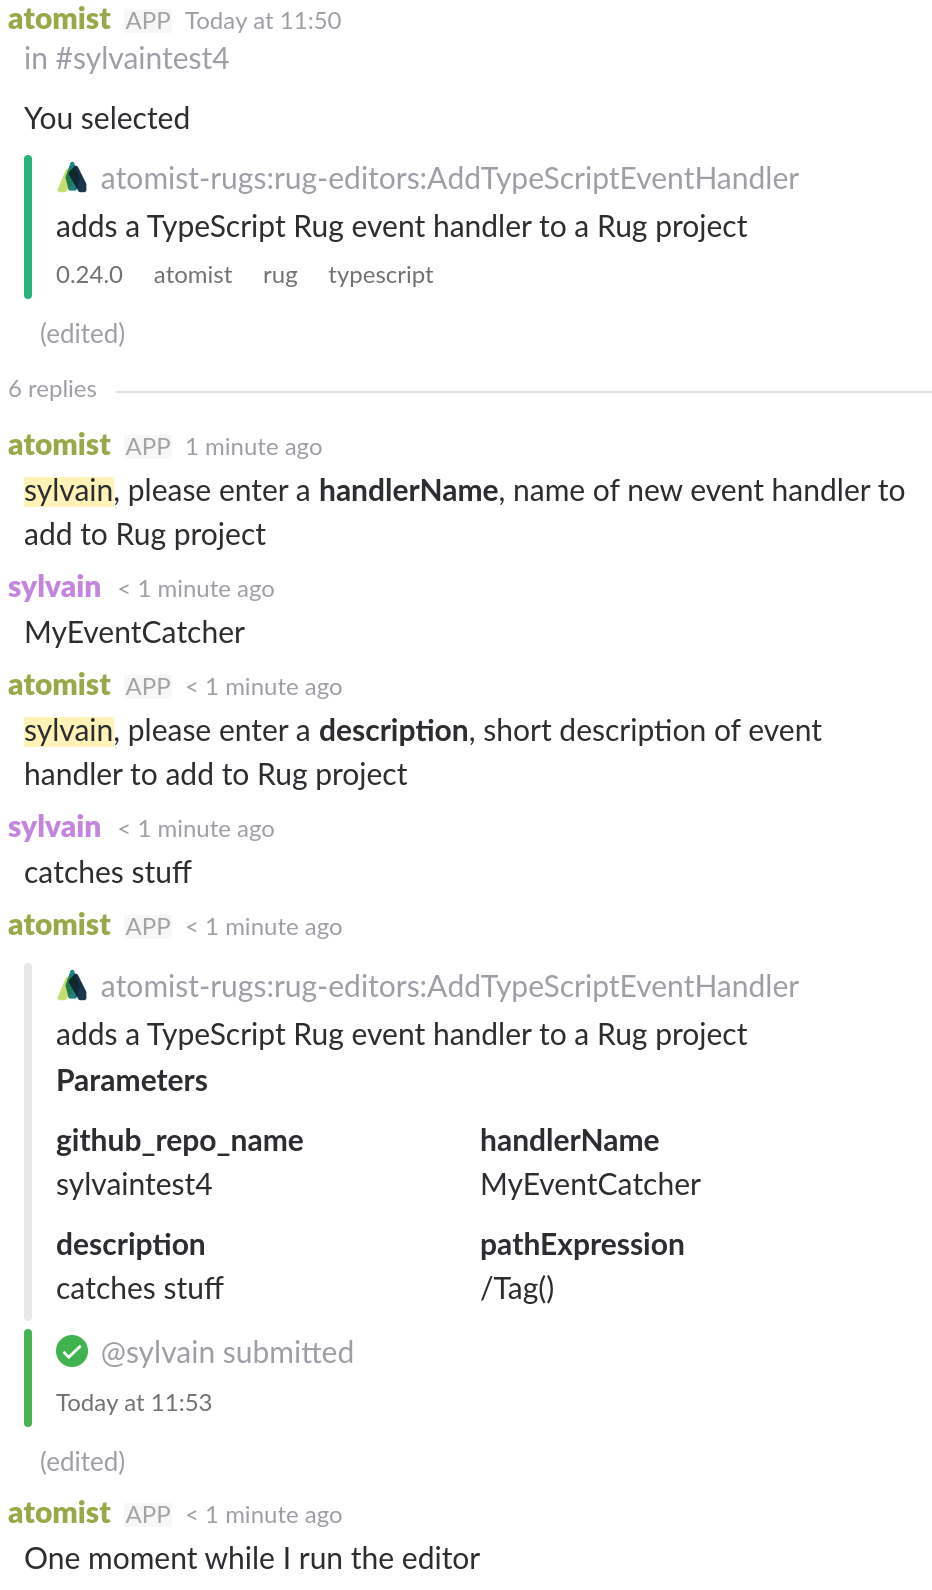 atomist APP Today at 11:50
in #sylvaintest4
You selected
atomist-rugs:rug-editors:AddTypeScriptEventHandler
adds a TypeScript Rug event handler to a Rug project
0.24.0 atomist rug typescript
(edited)
6 replies
atomist APP 1 minute ago
sylvain, please enter a handlerName, name of new event handler to
add to Rug project
sylvain < 1 minute ago
MyEventCatcher
atomist APP < 1 minute ago
sylvain, please enter a description, short description of event
handler to add to Rug project
sylvain < 1 minute ago
catches stuff
atomist APP < 1 minute ago
atomist-rugs:rug-editors:AddTypeScriptEventHandler
adds a TypeScript Rug event handler to a Rug project
Parameters
github_repo_name handlerName
sylvaintest4 MyEventCatcher
description pathExpression
catches stuff /Tag()
@sylvain submitted
Today at 11:53
(edited)
atomist APP < 1 minute ago
One moment while I run the editor